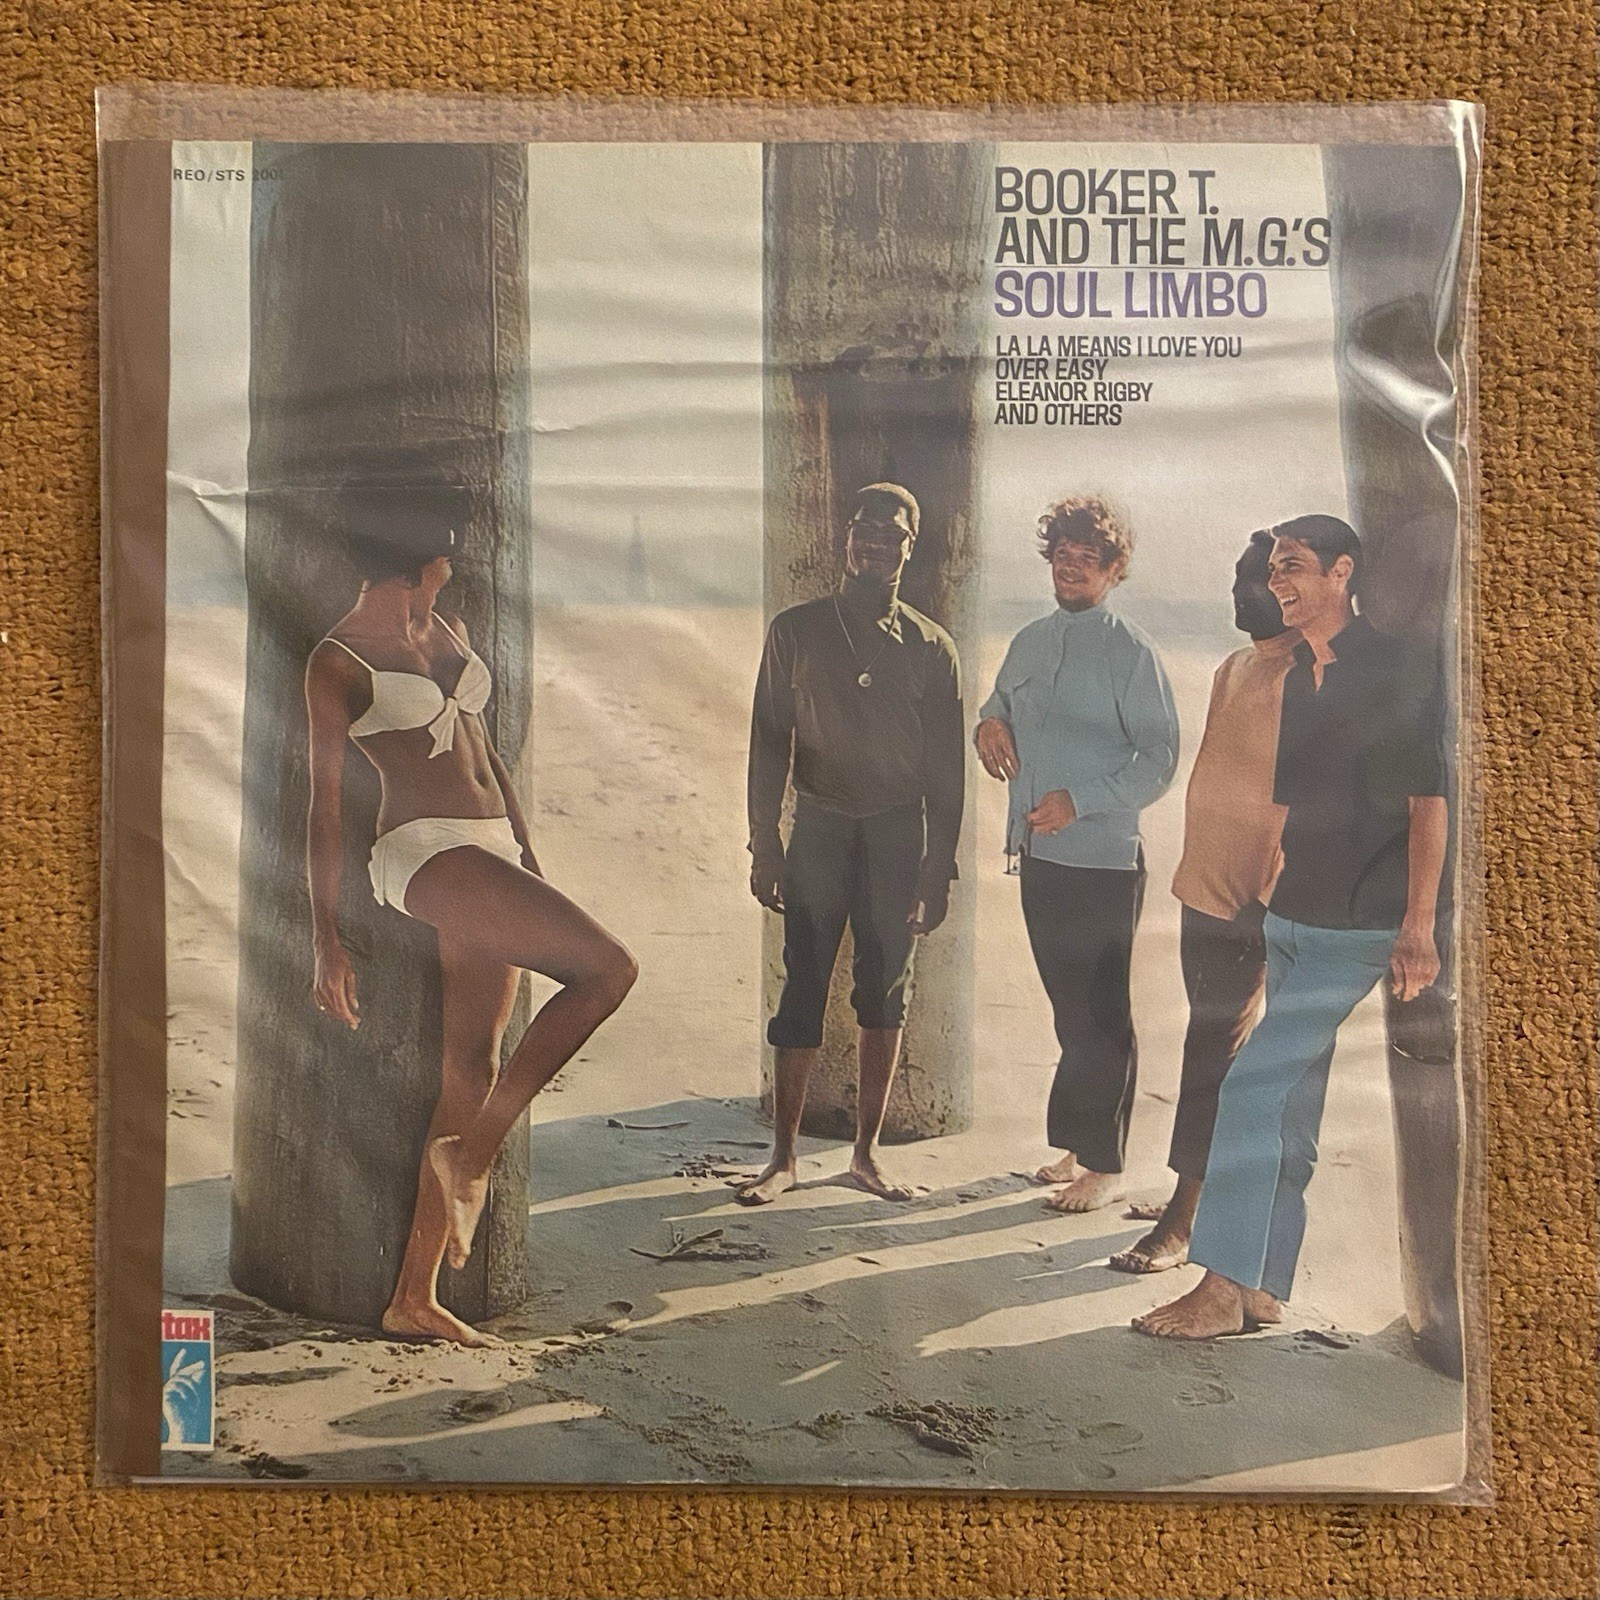 REO/STS 200
BOOKER T.
AND THE M.G.'S
SOUL LIMBO
LA LA MEANS I LOVE YOU
OVER EASY
ELEANOR RIGBY
AND OTHERS
tax